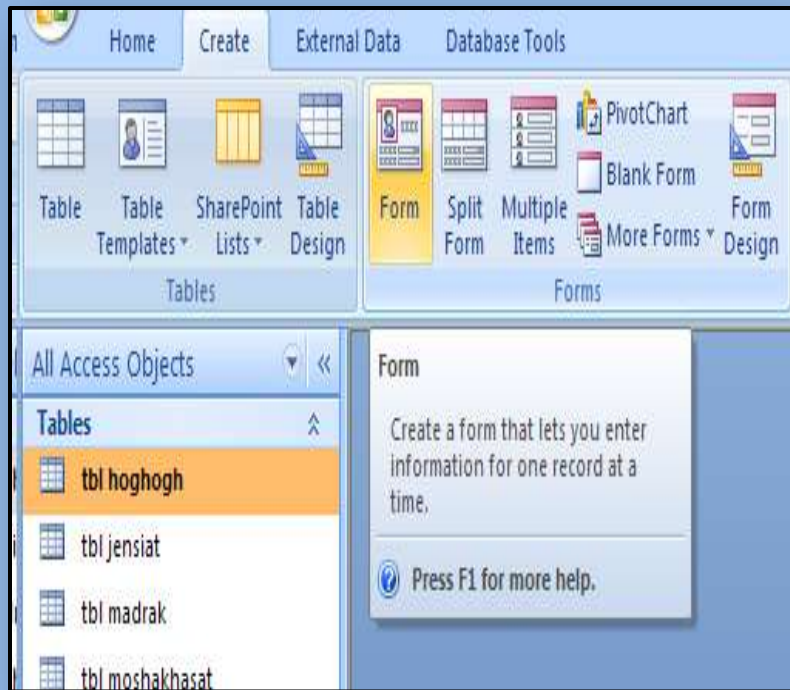 Home Create External Data Database Tools
Table
Table Templates
SharePoint Lists
Table Design
Form
Split Form
Multiple Items
PivotChart
Blank Form
More Forms
Form Design
Tables
Forms
All Access Objects
Tables
tbl hoghogh
tbl jensiat
tbl madrak
tbl moshakhasat
Form
Create a form that lets you enter
information for one record at a
time.
Press F1 for more help.